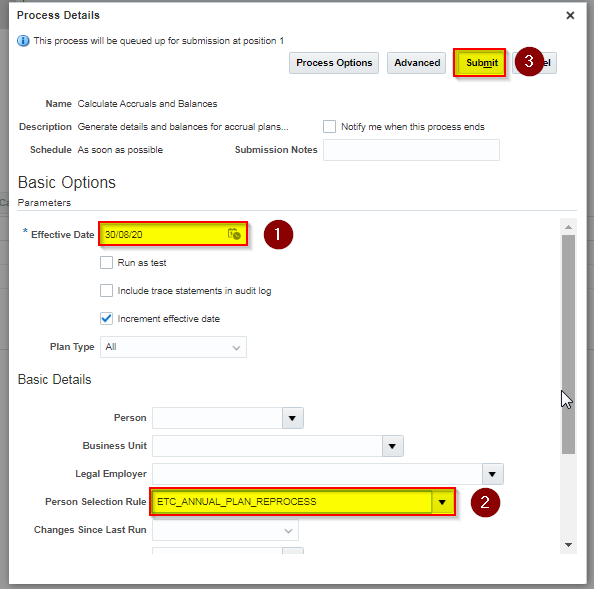 Process Details
This process will be queued up for submission at position 1
Process Options Advanced Submit 3 el
Name Calculate Accruals and Balances
Description Generate details and balances for accrual plans... Notify me when this process ends
Schedule As soon as possible Submission Notes
Basic Options
Parameters
* Effective Date 30/08/20 1
Run as test
Include trace statements in audit log
Increment effective date
Plan Type All
Basic Details
Person
Business Unit
Legal Employer
Person Selection Rule ETC_ANNUAL_PLAN_REPROCESS 2
Changes Since Last Run